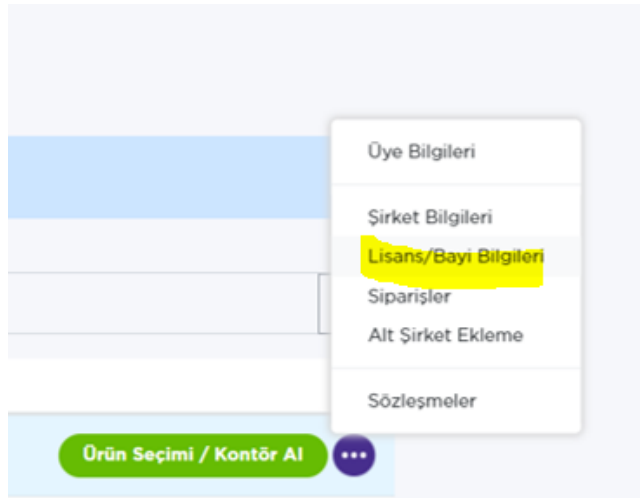 Üye Bilgileri
Şirket Bilgileri
Lisans/Bayi Bilgileri
Siparişler
Alt Şirket Ekleme
Sözleşmeler
Ürün Seçimi / Kontör Al